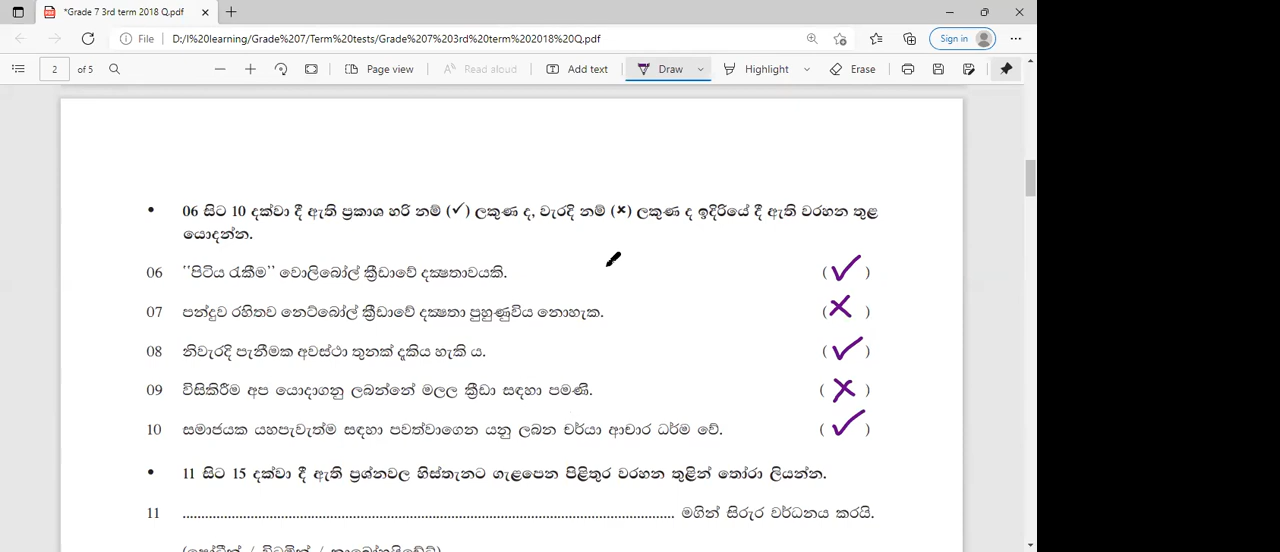 *Grade 7 3rd term 2018 Q.pdf
File D:/I%20learning/Grade%207/Term%20tests/Grade%207%203rd%20term%202018%20Q.pdf
Sign in
2 of 5 Page view Read aloud Add text Draw Highlight Erase
• 06 සිට 10 දක්වා දී ඇති ප්‍රකාශ හරි නම් (✓) ලකුණ ද, වැරදි නම් (×) ලකුණ ද ඉදිරියේ දී ඇති වරහන තුළ
යොදන්න.
06 "පිටිය රැකීම" වොලිබෝල් ක්‍රීඩාවේ දක්‍ෂතාවයකි. (✓)
07 පන්දුව රහිතව නෙට්බෝල් ක්‍රීඩාවේ දක්‍ෂතා පුහුණුවිය නොහැක. (×)
08 නිවැරදි පැනීමක අවස්ථා තුනක් දැකිය හැකි ය. (✓)
09 විසිකිරීම අප යොදාගනු ලබන්නේ මලල ක්‍රීඩා සඳහා පමණි. (×)
10 සමාජයක යහපැවැත්ම සඳහා පවත්වාගෙන යනු ලබන චර්යා ආචාර ධර්ම වේ. (✓)
• 11 සිට 15 දක්වා දී ඇති ප්‍රශ්නවල හිස්තැනට ගැළපෙන පිළිතුර වරහන තුළින් තෝරා ලියන්න.
11 ........................................ මගින් සිරුර වර්ධනය කරයි.
(ප්‍රෝටීන් / විටමින් / කාබෝහයිඩ්‍රේට්)